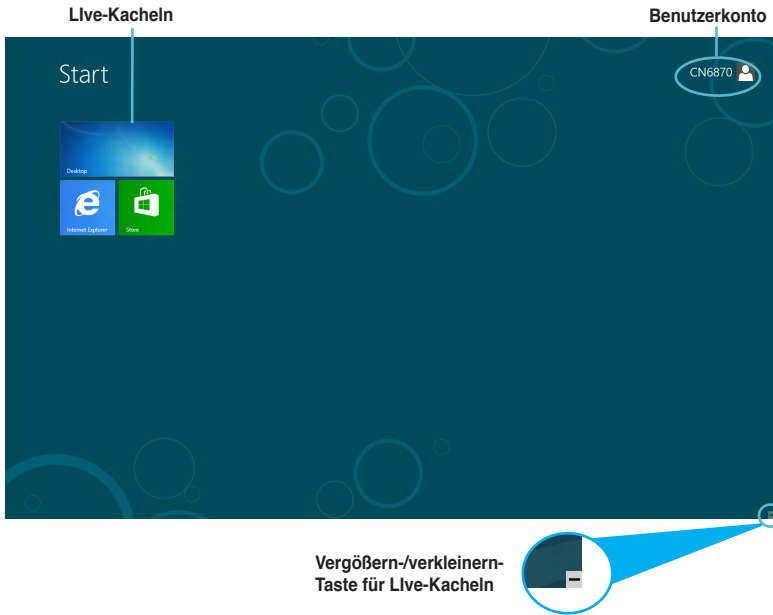 LIve-Kacheln
Benutzerkonto
Start
CN6870
Desktop
Internet Explorer
Store
Vergößern-/verkleinern-
Taste für LIve-Kacheln